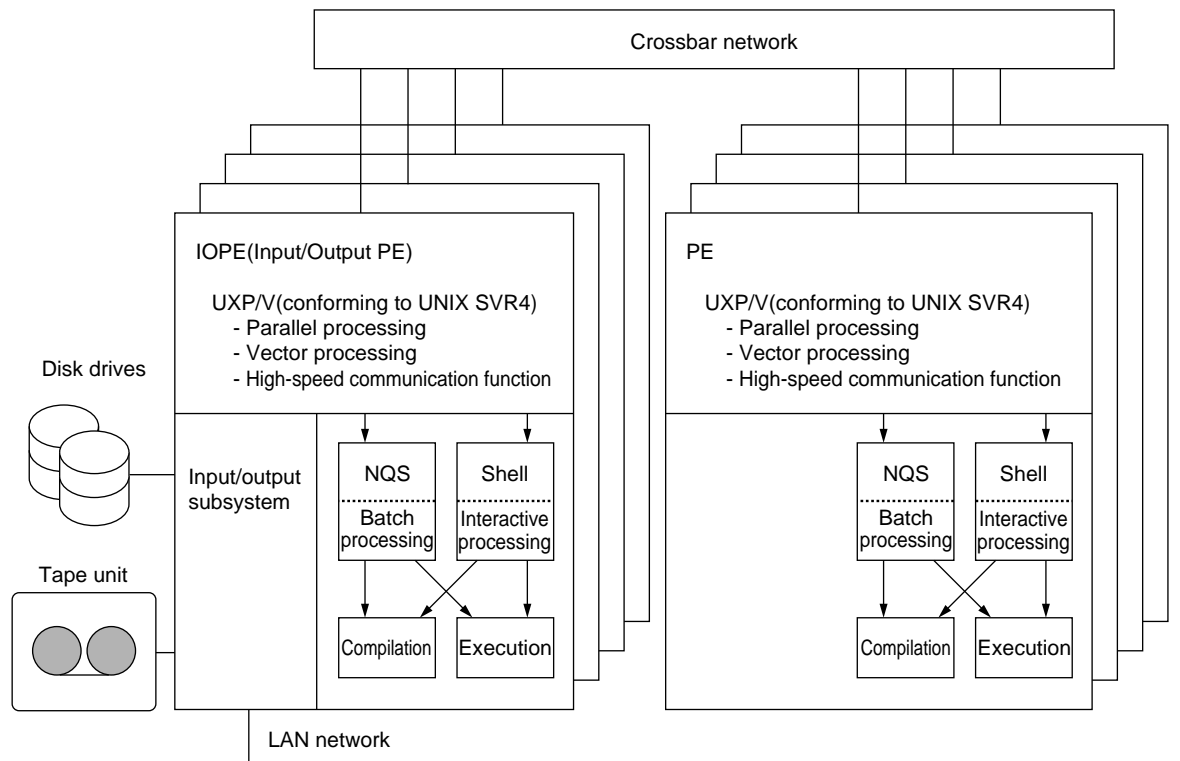 Crossbar network
IOPE(Input/Output PE)
UXP/V(conforming to UNIX SVR4)
- Parallel processing
- Vector processing
- High-speed communication function
PE
UXP/V(conforming to UNIX SVR4)
- Parallel processing
- Vector processing
- High-speed communication function
Disk drives
Input/output
subsystem
NQS
Batch
processing
Shell
Interactive
processing
NQS
Batch
processing
Shell
Interactive
processing
Tape unit
Compilation
Execution
Compilation
Execution
LAN network